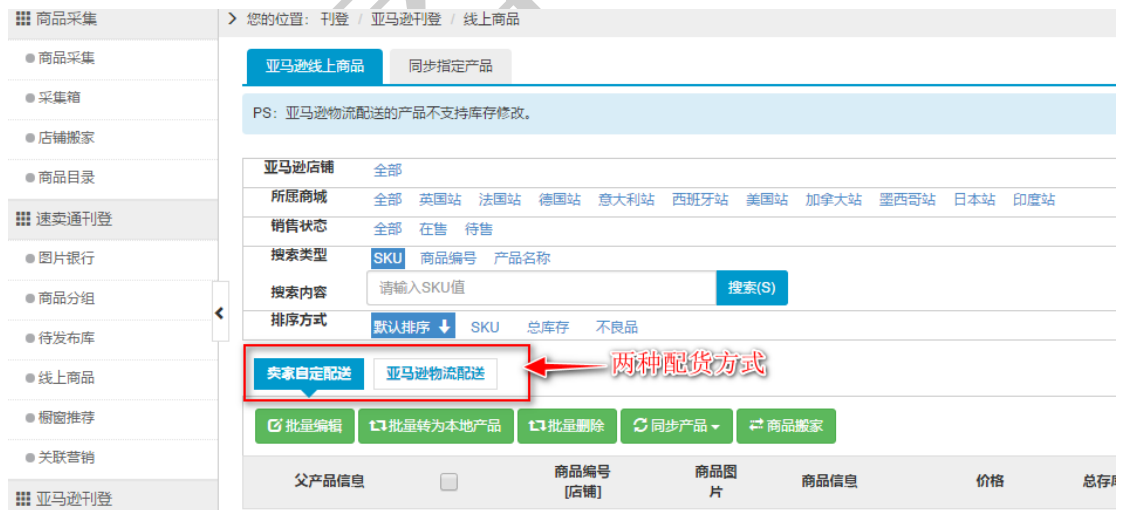 商品采集
商品采集
采集箱
店铺搬家
商品目录
速卖通刊登
图片银行
商品分组
待发布库
线上商品
橱窗推荐
关联营销
亚马逊刊登
您的位置: 刊登 / 亚马逊刊登 / 线上商品
亚马逊线上商品 同步指定产品
PS: 亚马逊物流配送的产品不支持库存修改。
亚马逊店铺 全部
所属商城 全部 英国站 法国站 德国站 意大利站 西班牙站 美国站 加拿大站 墨西哥站 日本站 印度站
销售状态 全部 在售 待售
搜索类型 SKU 商品编号 产品名称
搜索内容 请输入SKU值 搜索(S)
排序方式 默认排序 SKU 总库存 不良品
卖家自定配送 亚马逊物流配送 两种配货方式
批量编辑 批量转为本地产品 批量删除 同步产品 商品搬家
父产品信息 商品编号 商品图 商品信息 价格 总存
[店铺] 片